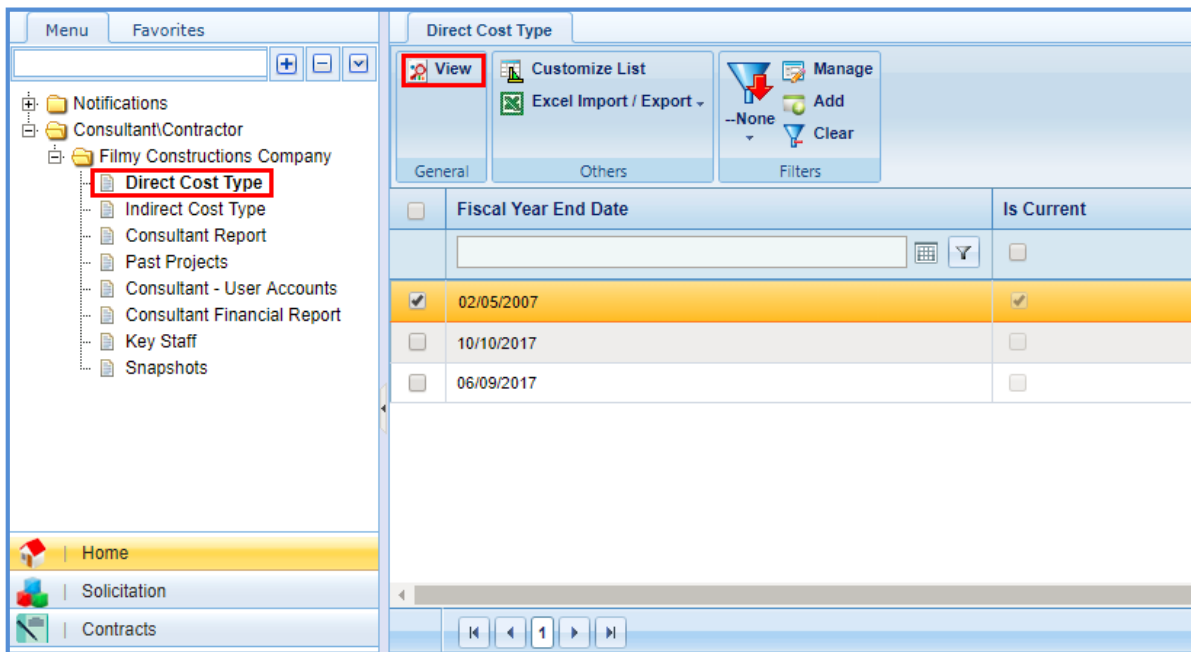 Menu Favorites
Notifications
Consultant\Contractor
Filmy Constructions Company
Direct Cost Type
Indirect Cost Type
Consultant Report
Past Projects
Consultant - User Accounts
Consultant Financial Report
Key Staff
Snapshots
| Home
| Solicitation
| Contracts
Direct Cost Type
View
General
Customize List
Excel Import / Export
Others
--None
Manage
Add
Clear
Filters
Fiscal Year End Date Is Current
02/05/2007
10/10/2017
06/09/2017
1